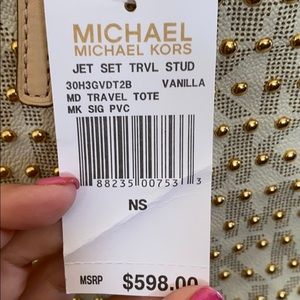 MICHAEL
MICHAEL KORS
JET SET TRVL STUD
30H3GVDT2B VANILLA
MD TRAVEL TOTE
MK SIG PVC
88235 00753 3
NS
MSRP $598.00